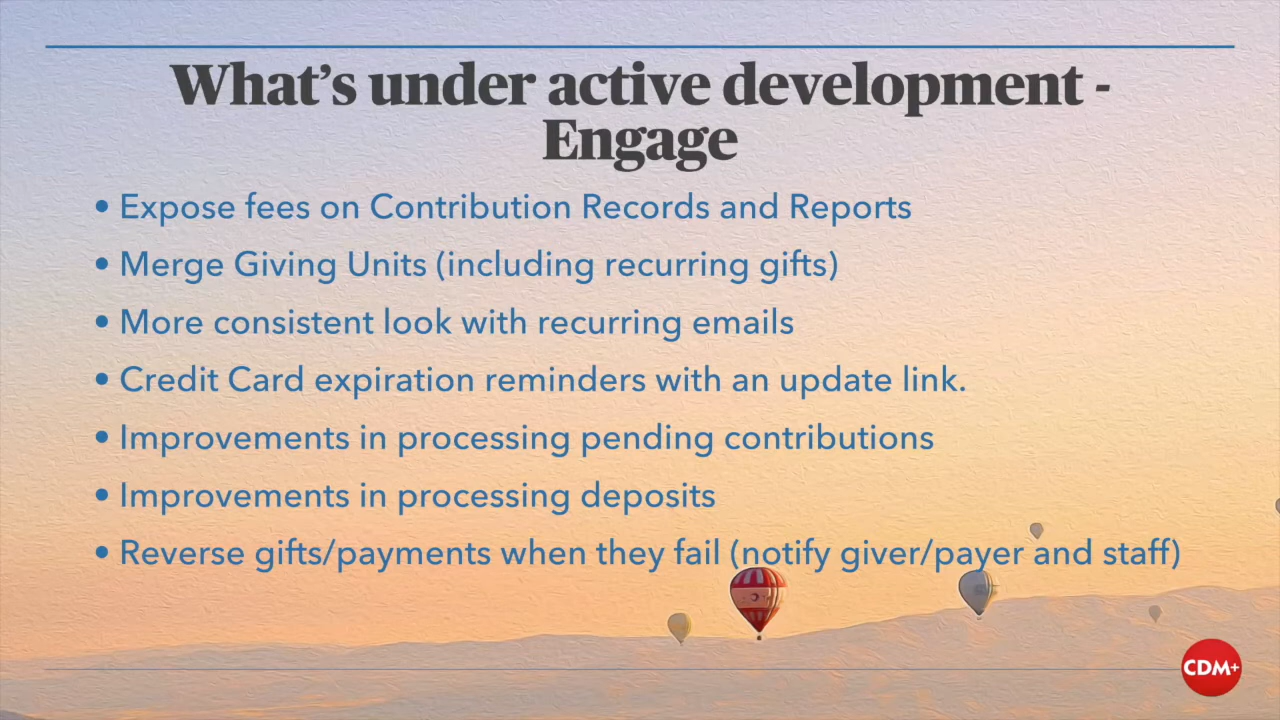 What's under active development -
Engage
• Expose fees on Contribution Records and Reports
• Merge Giving Units (including recurring gifts)
• More consistent look with recurring emails
• Credit Card expiration reminders with an update link.
• Improvements in processing pending contributions
• Improvements in processing deposits
• Reverse gifts/payments when they fail (notify giver/payer and staff)
CDM+